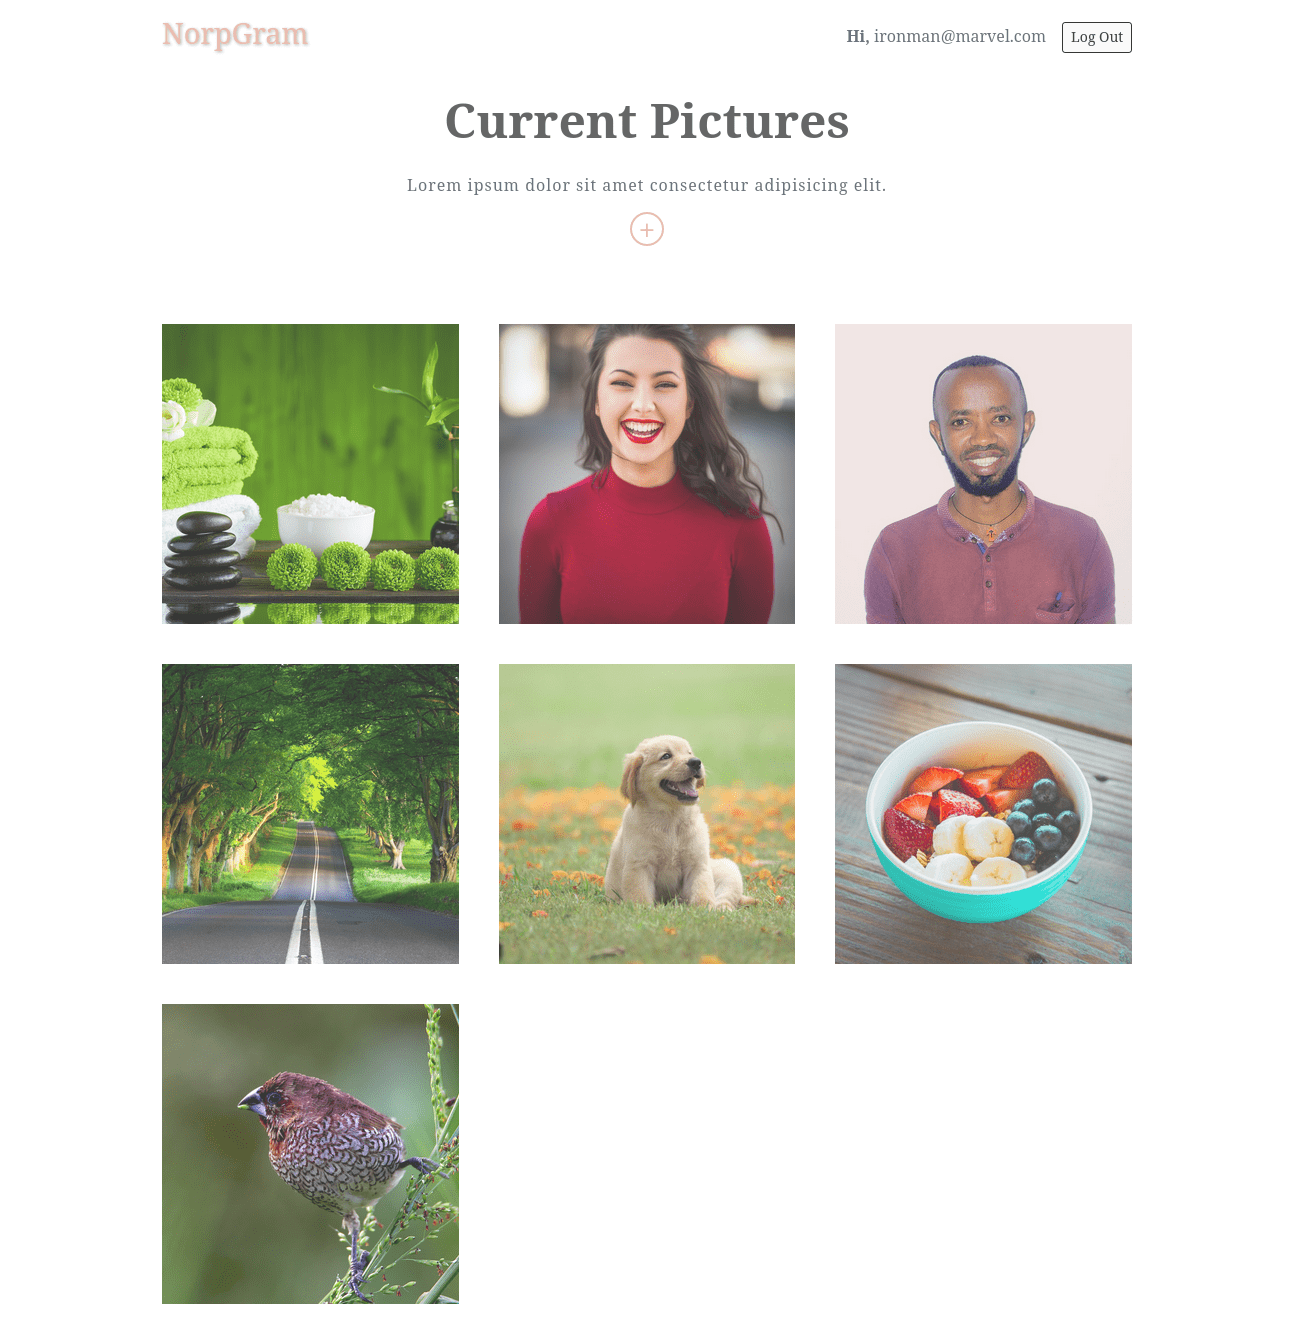 NorpGram
Hi, ironman@marvel.com
Log Out
Current Pictures
Lorem ipsum dolor sit amet consectetur adipisicing elit.
+